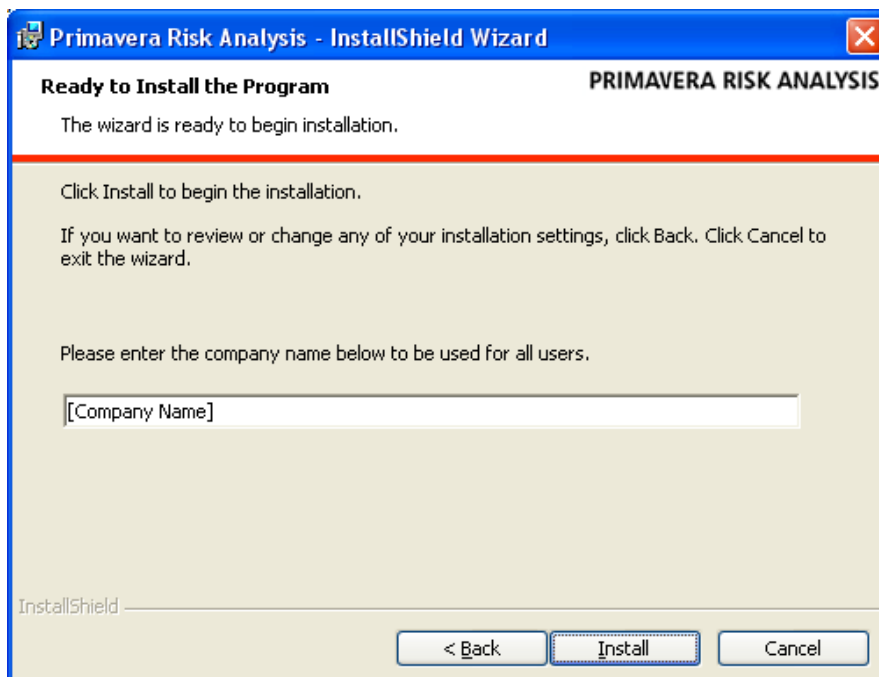 Primavera Risk Analysis - InstallShield Wizard
Ready to Install the Program
PRIMAVERA RISK ANALYSIS
The wizard is ready to begin installation.
Click Install to begin the installation.
If you want to review or change any of your installation settings, click Back. Click Cancel to
exit the wizard.
Please enter the company name below to be used for all users.
[Company Name]
InstallShield
< Back
Install
Cancel